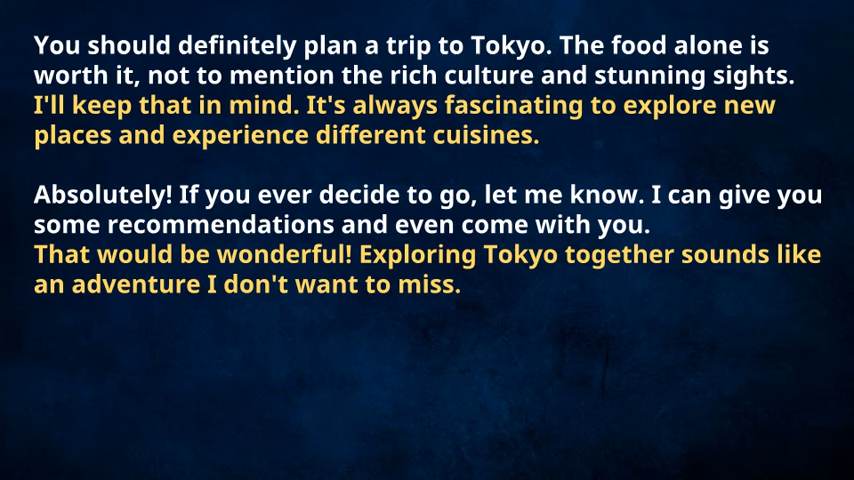 You should definitely plan a trip to Tokyo. The food alone is
worth it, not to mention the rich culture and stunning sights.
I'll keep that in mind. It's always fascinating to explore new
places and experience different cuisines.
Absolutely! If you ever decide to go, let me know. I can give you
some recommendations and even come with you.
That would be wonderful! Exploring Tokyo together sounds like
an adventure I don't want to miss.